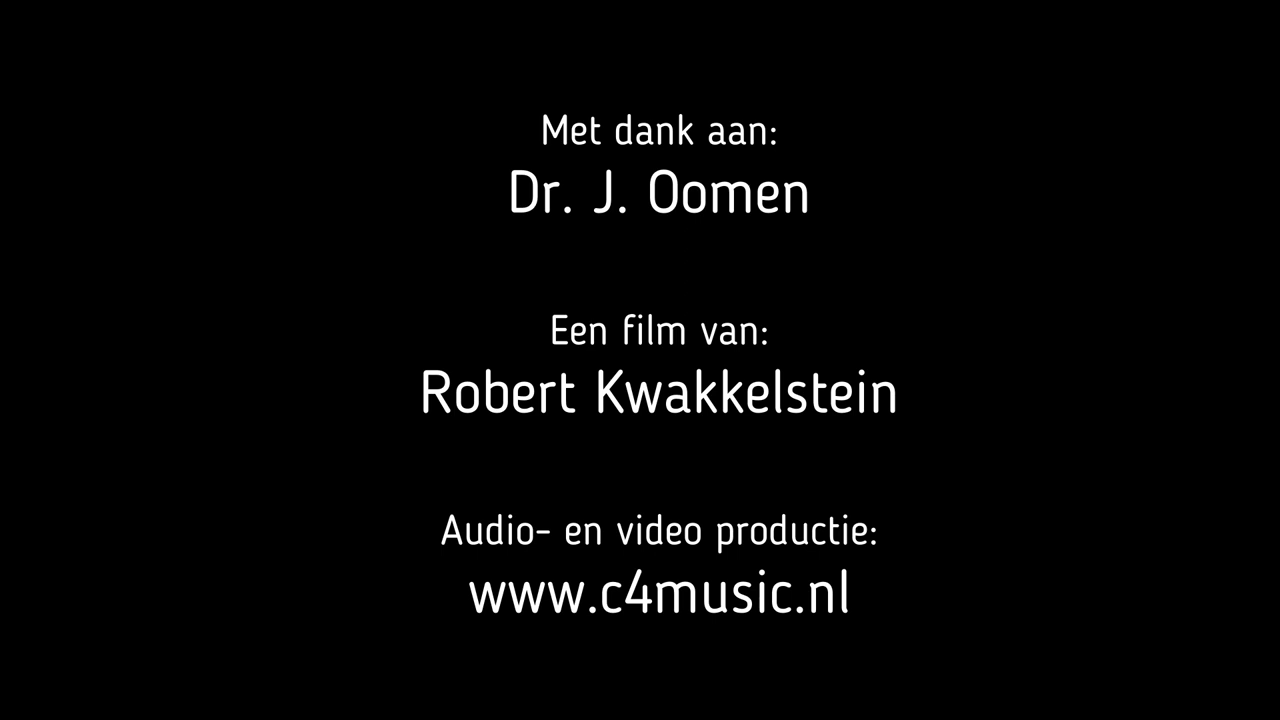 Met dank aan:
Dr. J. Oomen
Een film van:
Robert Kwakkelstein
Audio- en video productie:
www.c4music.nl